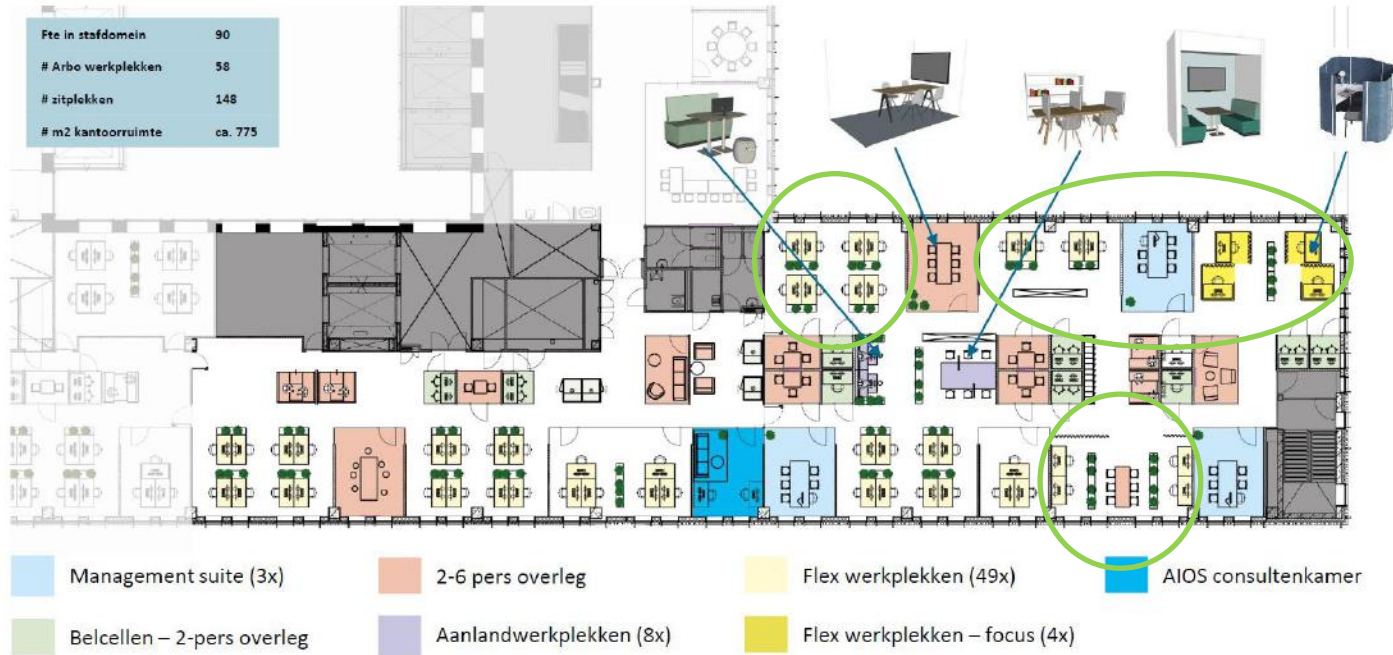 Fte in stafdomein 90
# Arbo werkplekken 58
# zitplekken 148
# m2 kantoorruimte ca. 775
Management suite (3x)
2-6 pers overleg
Flex werkplekken (49x)
AIOS consultenkamer
Belcellen – 2-pers overleg
Aanlandwerkplekken (8x)
Flex werkplekken – focus (4x)